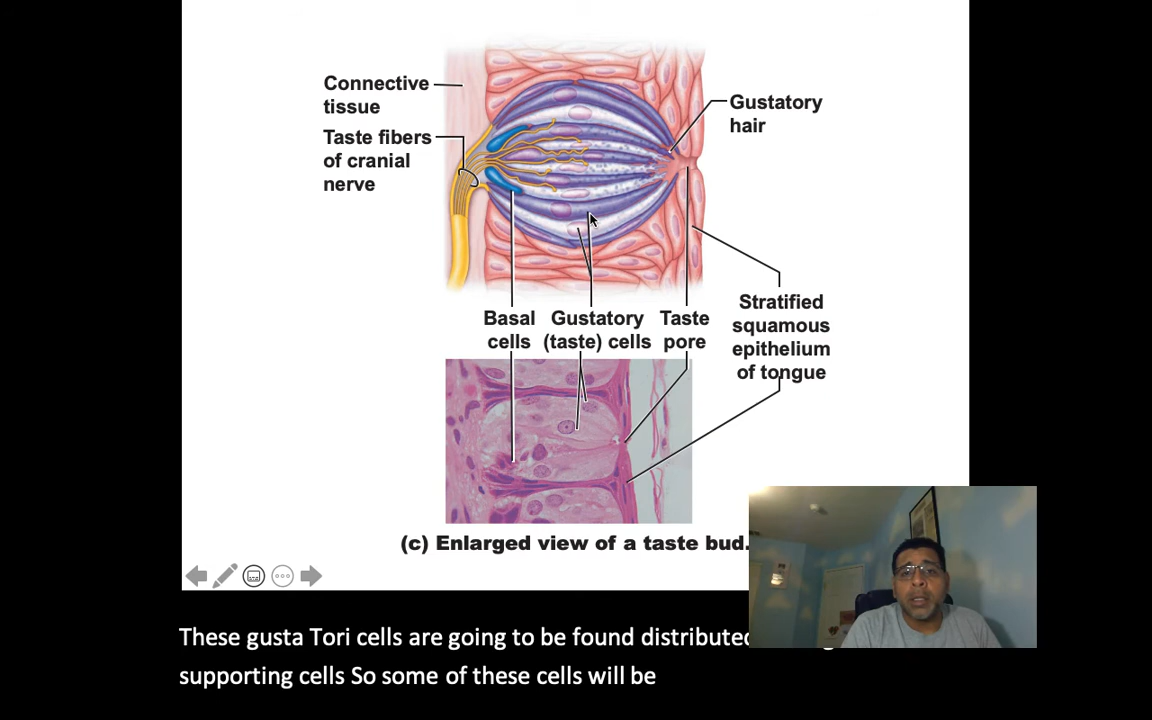 Connective
tissue
Taste fibers
of cranial
nerve
Gustatory
hair
Basal
cells
Gustatory
(taste) cells
Taste
pore
Stratified
squamous
epithelium
of tongue
(c) Enlarged view of a taste bud.
These gusta Tori cells are going to be found distributed
supporting cells So some of these cells will be